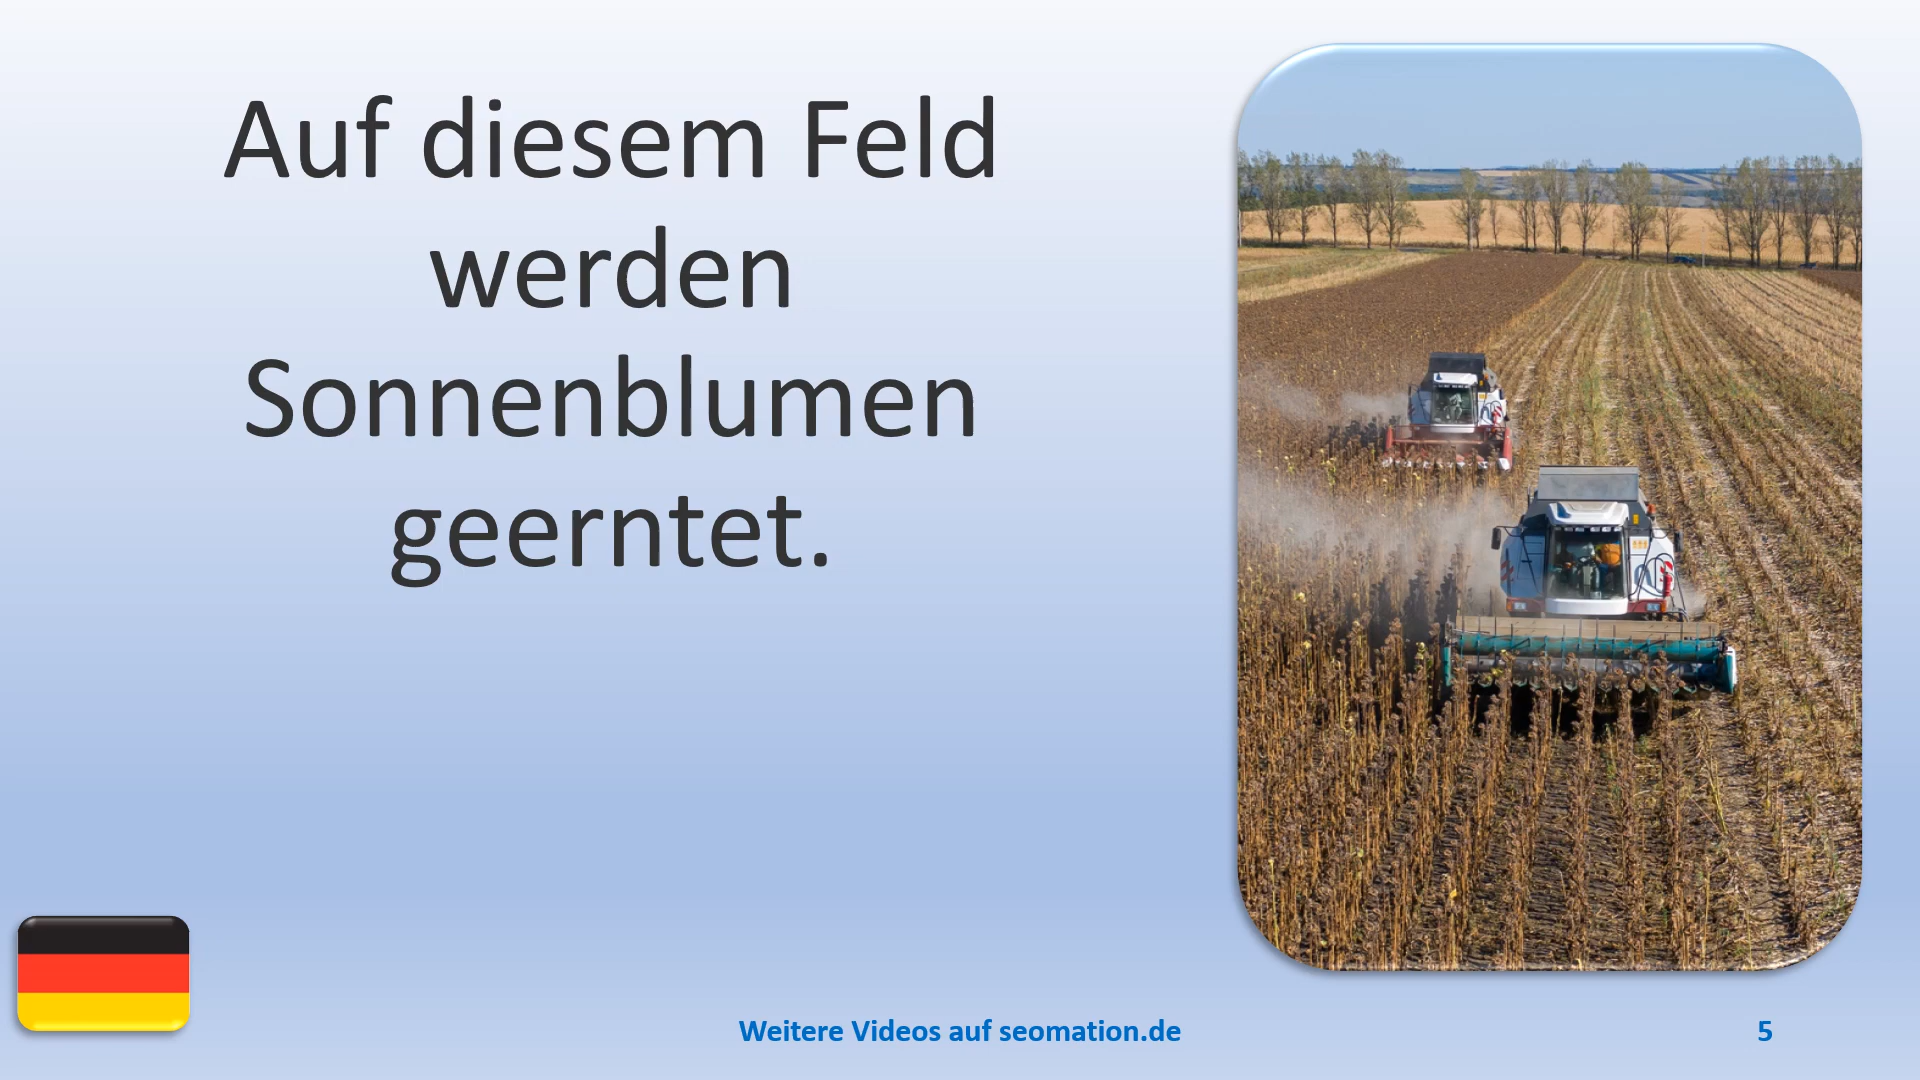 Auf diesem Feld
werden
Sonnenblumen
geerntet.
Weitere Videos auf seomation.de
5